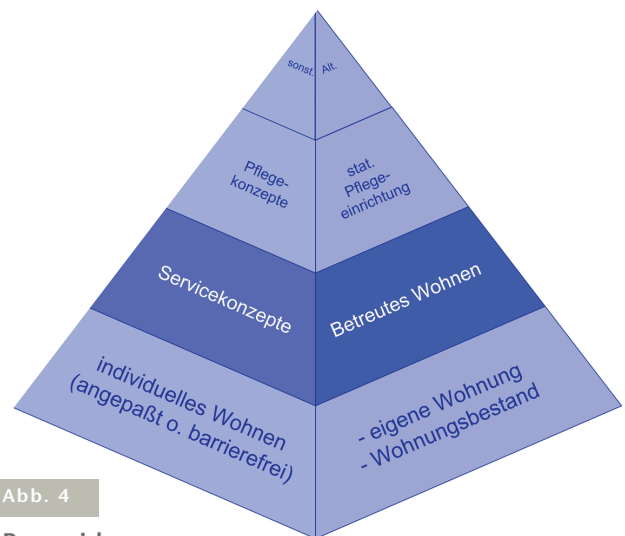 sonst. Alt.
Pflege-
konzepte
stat.
Pflege-
einrichtung
Servicekonzepte
Betreutes Wohnen
individuelles Wohnen
(angepaßt o. barrierefrei)
- eigene Wohnung
- Wohnungsbestand
Abb. 4